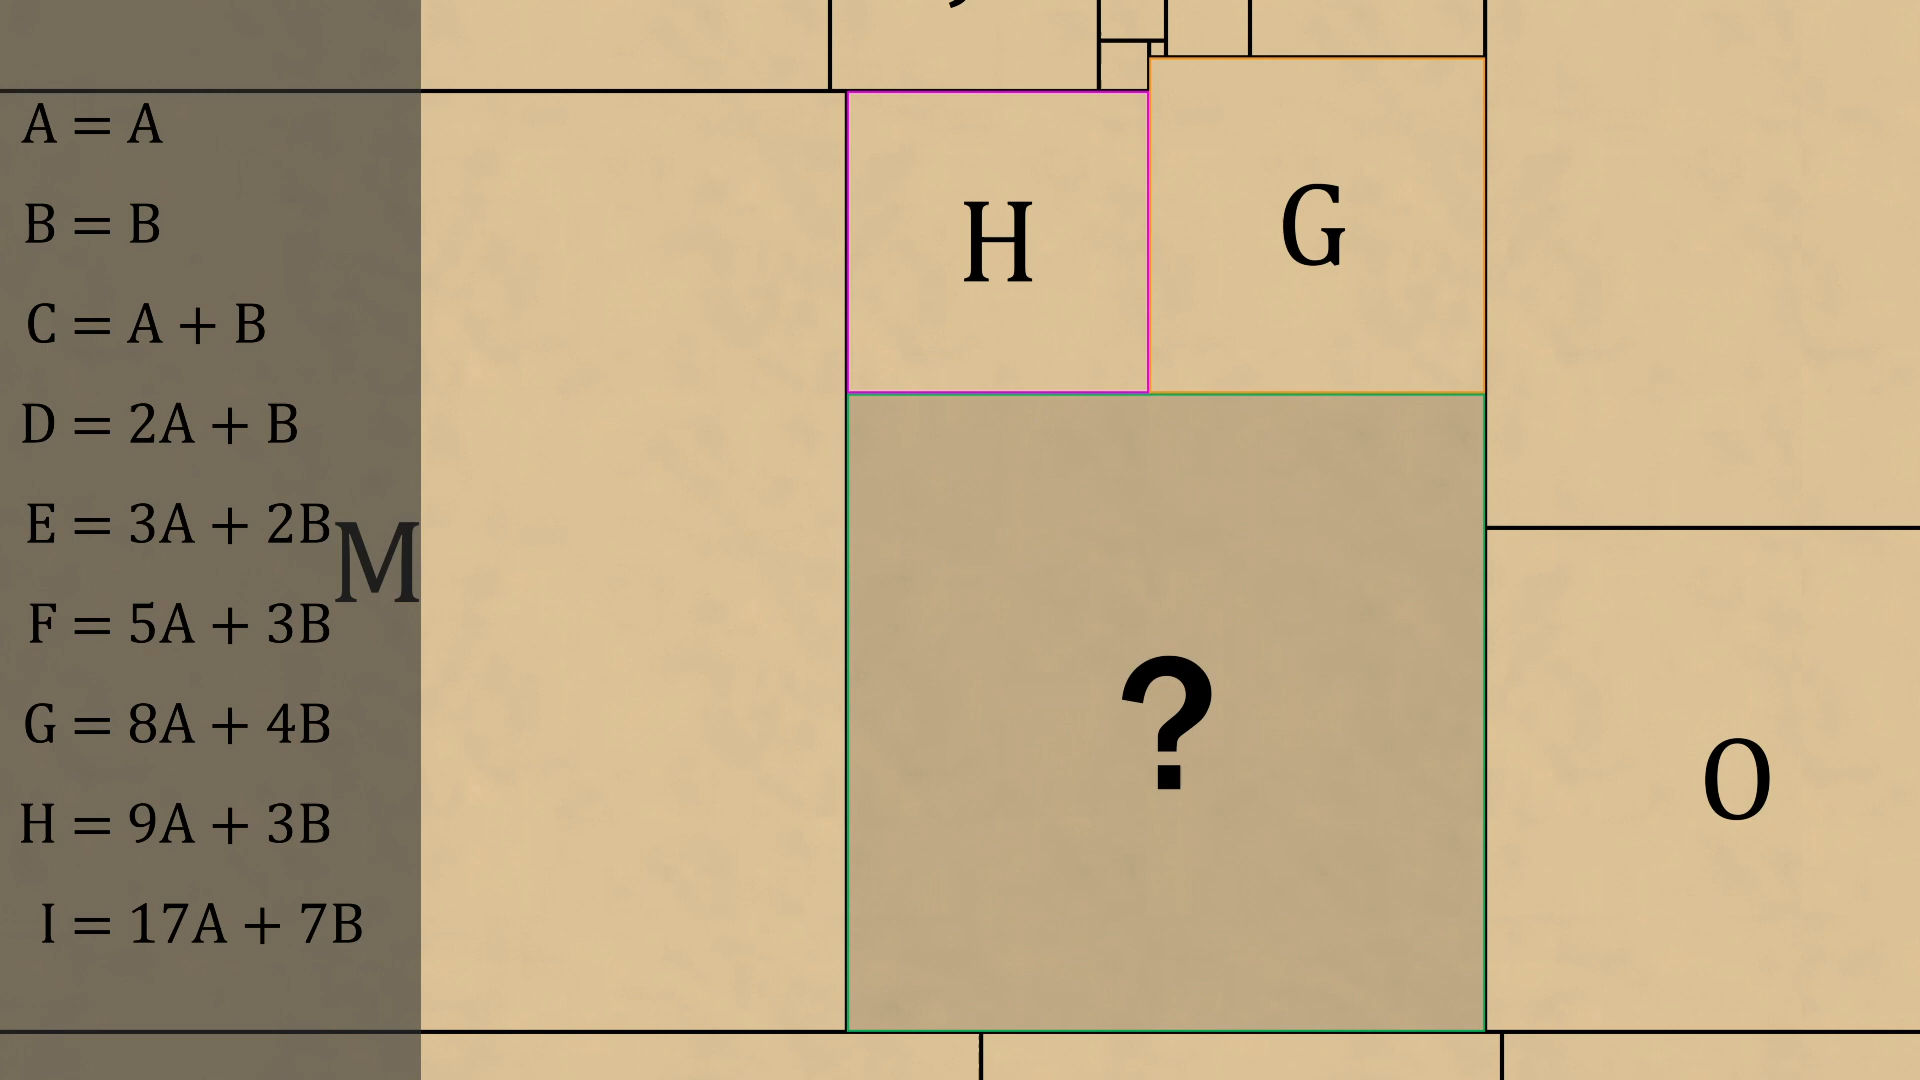 A = A
B = B
C = A + B
D = 2A + B
E = 3A + 2B
F = 5A + 3B
G = 8A + 4B
H = 9A + 3B
I = 17A + 7B
M
H
G
?
O